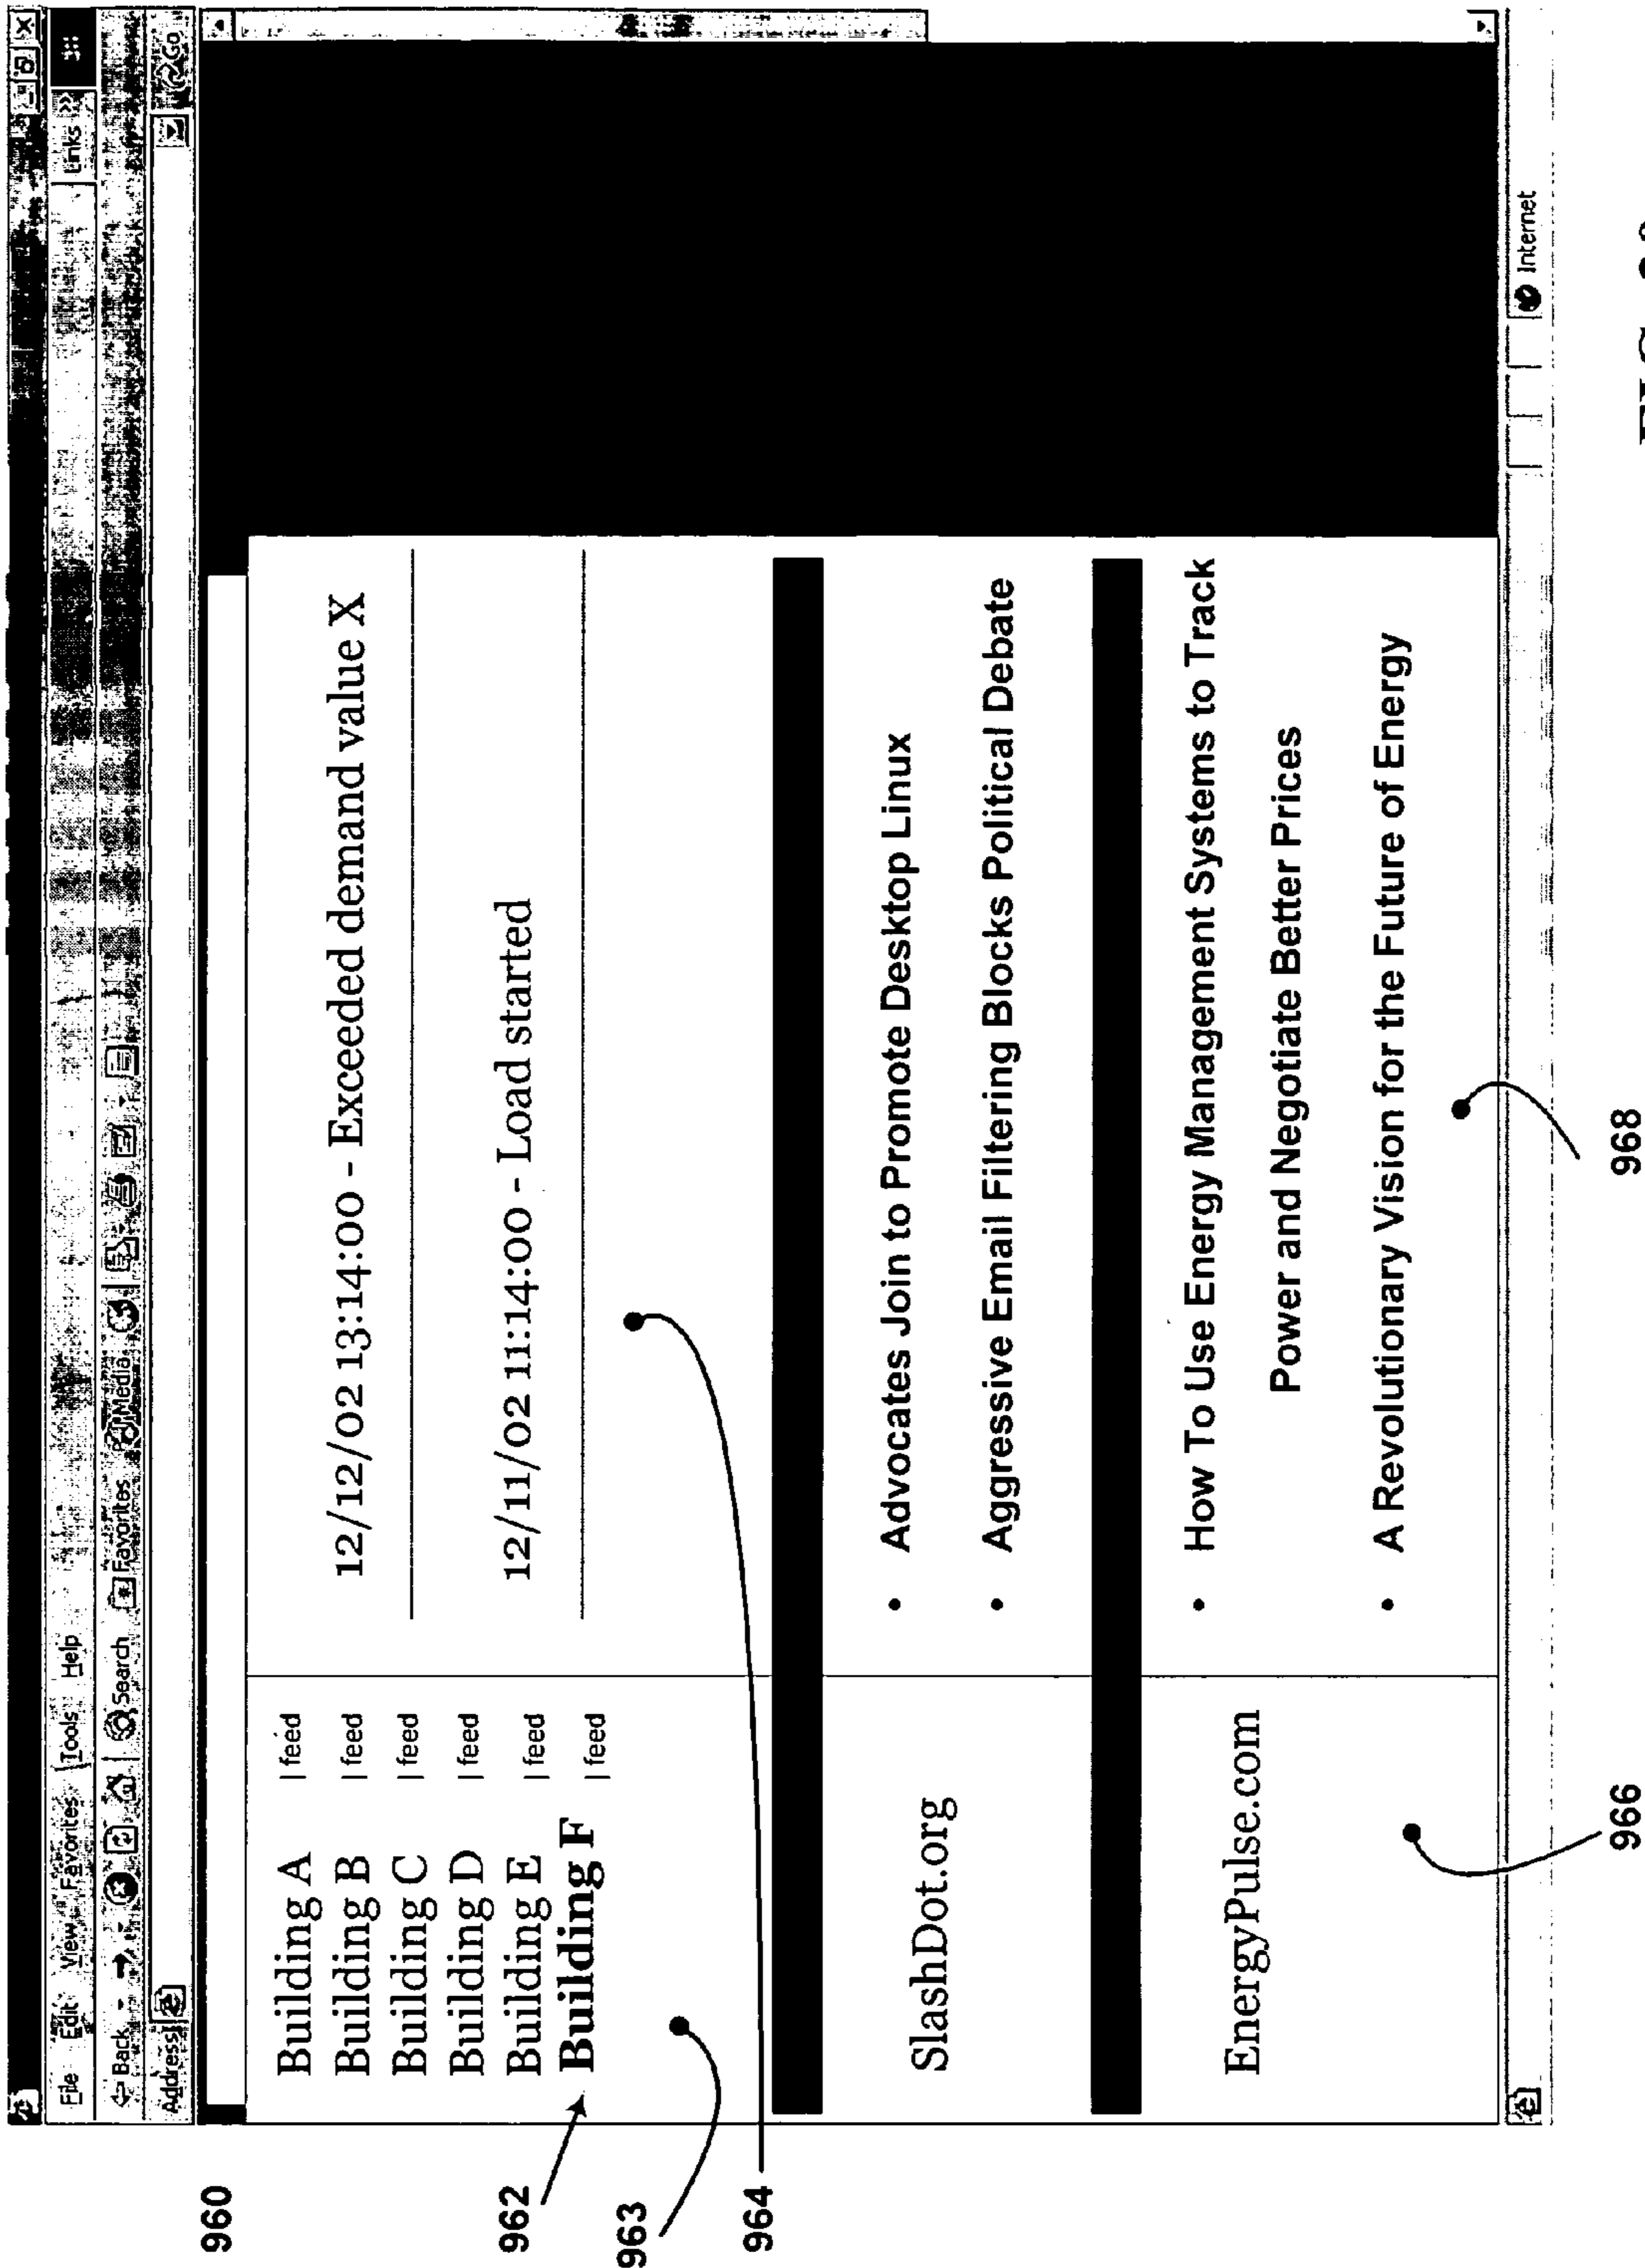 File Edit View Favorites Tools Help
Links »
Back
Search
Favorites
Media
Address
Go
960
962
963
964
Building A | feed
Building B | feed
Building C | feed
Building D | feed
Building E | feed
Building F | feed
12/12/02 13:14:00 - Exceeded demand value X
12/11/02 11:14:00 - Load started
SlashDot.org
• Advocates Join to Promote Desktop Linux
• Aggressive Email Filtering Blocks Political Debate
EnergyPulse.com
• How To Use Energy Management Systems to Track
Power and Negotiate Better Prices
• A Revolutionary Vision for the Future of Energy
Internet
966
968